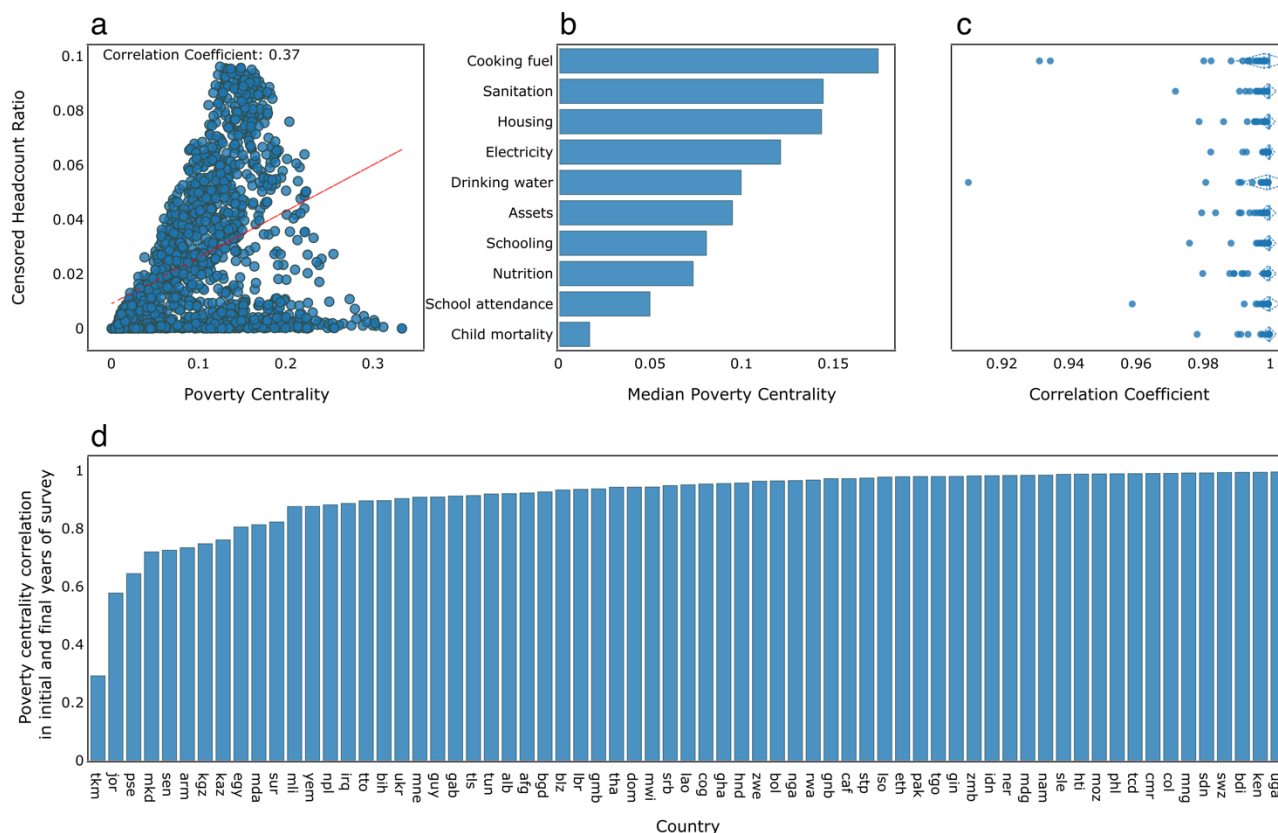 a
Correlation Coefficient: 0.37
0.1
0.08
0.06
0.04
0.02
0
Censored Headcount Ratio
0
0.1
0.2
0.3
Poverty Centrality
b
Cooking fuel
Sanitation
Housing
Electricity
Drinking water
Assets
Schooling
Nutrition
School attendance
Child mortality
0
0.05
0.1
0.15
Median Poverty Centrality
c
0.92
0.94
0.96
0.98
1
Correlation Coefficient
d
Poverty centrality correlation
in initial and final years of survey
1
0.8
0.6
0.4
0.2
0
tkm
jor
pse
mkd
sen
arm
kgz
kaz
egy
mda
sur
mli
yem
npl
irq
tto
bih
ukr
mne
guy
gab
tls
tun
alb
afg
bgd
blz
lbr
gmb
tha
dom
mwi
srb
lao
cog
gha
hnd
zwe
bol
nga
rwa
gnb
caf
stp
lso
eth
pak
tgo
gin
zmb
idn
ner
mdg
nam
sle
hti
moz
phl
tcd
cmr
col
mng
sdn
swz
bdi
ken
uga
Country